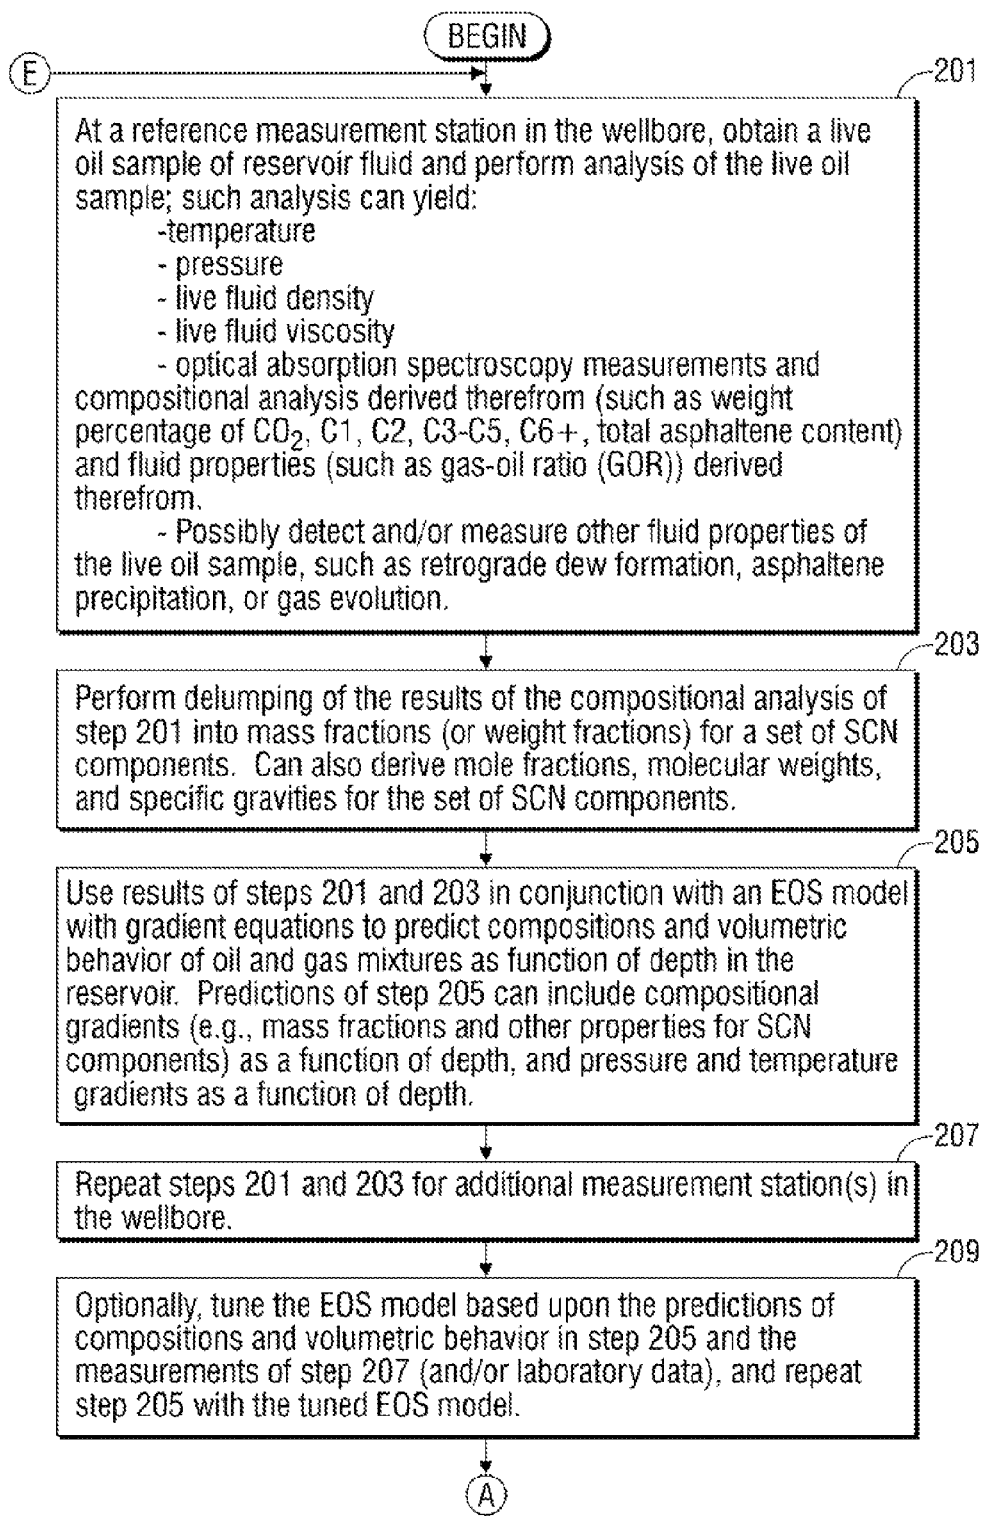 BEGIN
E
201
At a reference measurement station in the wellbore, obtain a live
oil sample of reservoir fluid and perform analysis of the live oil
sample; such analysis can yield:
-temperature
- pressure
- live fluid density
- live fluid viscosity
- optical absorption spectroscopy measurements and
compositional analysis derived therefrom (such as weight
percentage of CO2, C1, C2, C3-C5, C6+, total asphaltene content)
and fluid properties (such as gas-oil ratio (GOR)) derived
therefrom.
- Possibly detect and/or measure other fluid properties of
the live oil sample, such as retrograde dew formation, asphaltene
precipitation, or gas evolution.
203
Perform delumping of the results of the compositional analysis of
step 201 into mass fractions (or weight fractions) for a set of SCN
components. Can also derive mole fractions, molecular weights,
and specific gravities for the set of SCN components.
205
Use results of steps 201 and 203 in conjunction with an EOS model
with gradient equations to predict compositions and volumetric
behavior of oil and gas mixtures as function of depth in the
reservoir. Predictions of step 205 can include compositional
gradients (e.g., mass fractions and other properties for SCN
components) as a function of depth, and pressure and temperature
gradients as a function of depth.
207
Repeat steps 201 and 203 for additional measurement station(s) in
the wellbore.
209
Optionally, tune the EOS model based upon the predictions of
compositions and volumetric behavior in step 205 and the
measurements of step 207 (and/or laboratory data), and repeat
step 205 with the tuned EOS model.
A